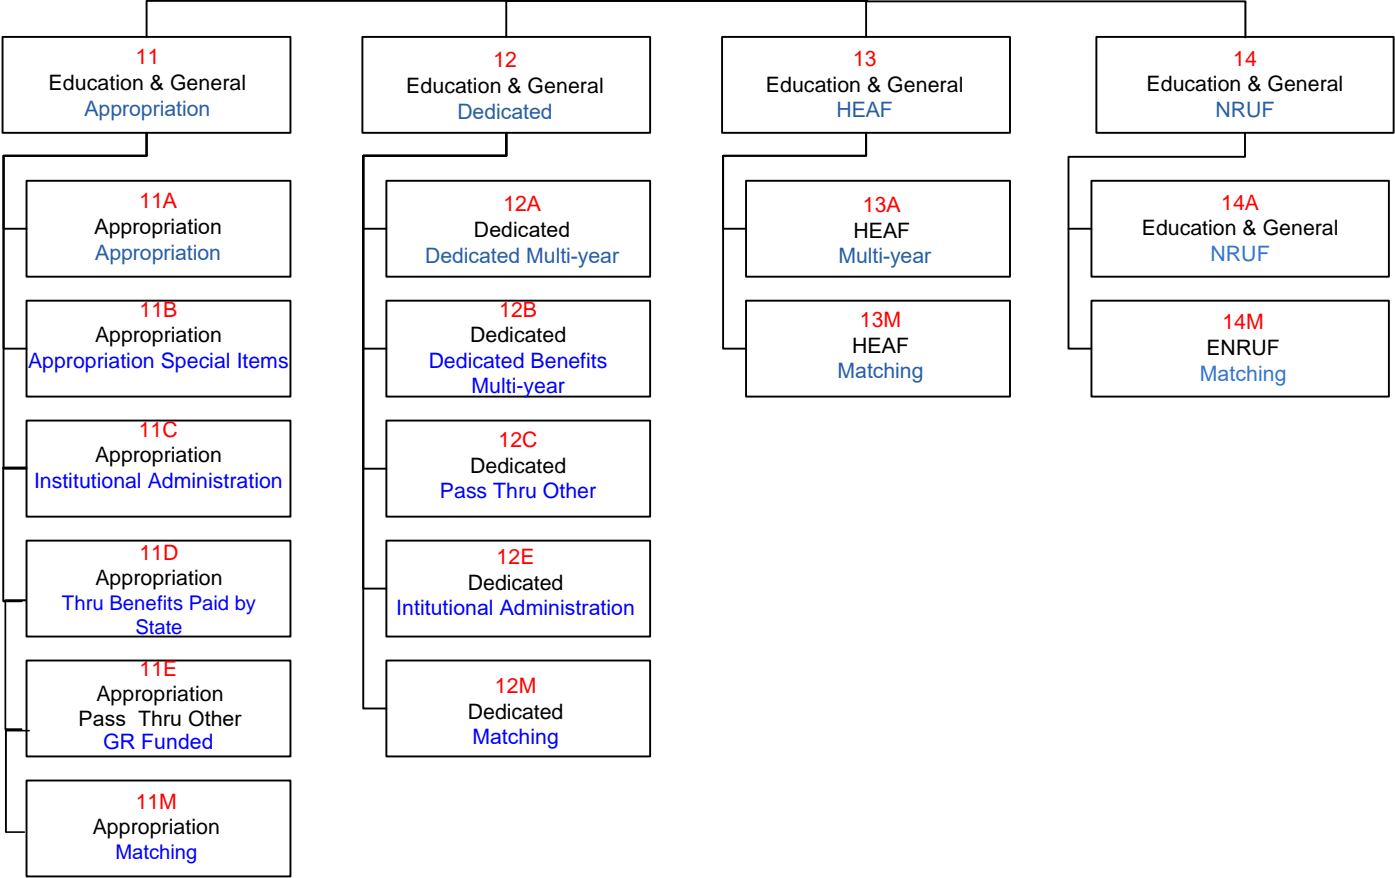 11
Education & General
Appropriation
12
Education & General
Dedicated
13
Education & General
HEAF
14
Education & General
NRUF
11A
Appropriation
Appropriation
11B
Appropriation
Appropriation Special Items
11C
Appropriation
Institutional Administration
11D
Appropriation
Thru Benefits Paid by
State
11E
Appropriation
Pass Thru Other
GR Funded
11M
Appropriation
Matching
12A
Dedicated
Dedicated Multi-year
12B
Dedicated
Dedicated Benefits
Multi-year
12C
Dedicated
Pass Thru Other
12E
Dedicated
Intitutional Administration
12M
Dedicated
Matching
13A
HEAF
Multi-year
13M
HEAF
Matching
14A
Education & General
NRUF
14M
ENRUF
Matching